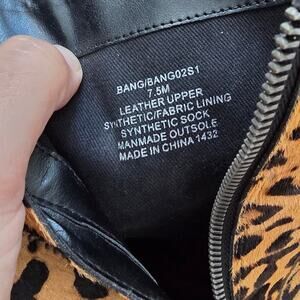 BANG/BANG02S1
7.5M
LEATHER UPPER
SYNTHETIC/FABRIC LINING
SYNTHETIC SOCK
MANMADE OUTSOLE
MADE IN CHINA 1432